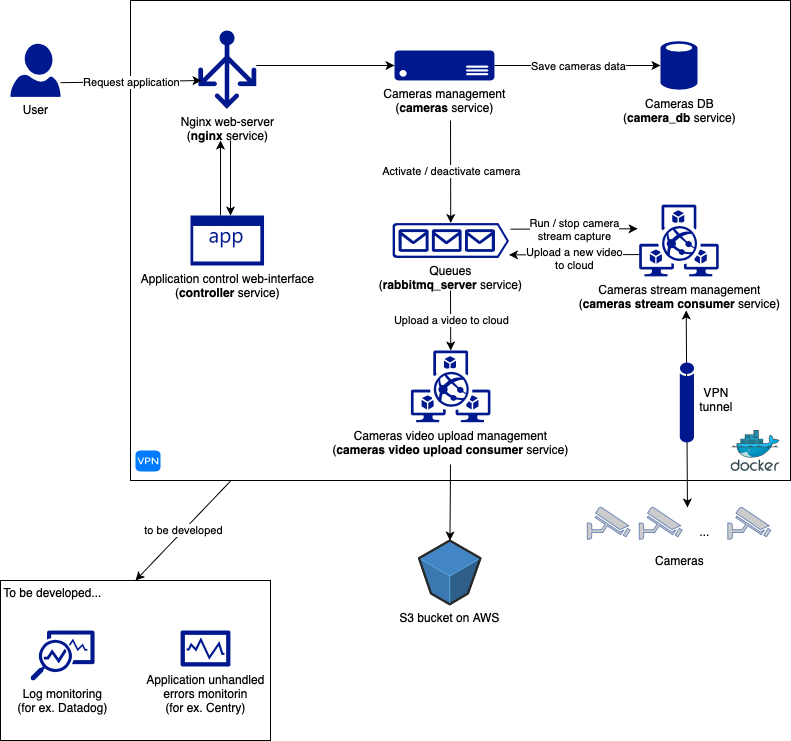 User
Request application
Nginx web-server
(nginx service)
Cameras management
(cameras service)
Save cameras data
Cameras DB
(camera_db service)
Activate / deactivate camera
app
Application control web-interface
(controller service)
Queues
(rabbitmq_server service)
Run / stop camera
stream capture
Upload a new video
to cloud
Cameras stream management
(cameras stream consumer service)
Upload a video to cloud
Cameras video upload management
(cameras video upload consumer service)
VPN
tunnel
VPN
docker
to be developed
...
Cameras
S3 bucket on AWS
To be developed...
Log monitoring
(for ex. Datadog)
Application unhandled
errors monitorin
(for ex. Centry)